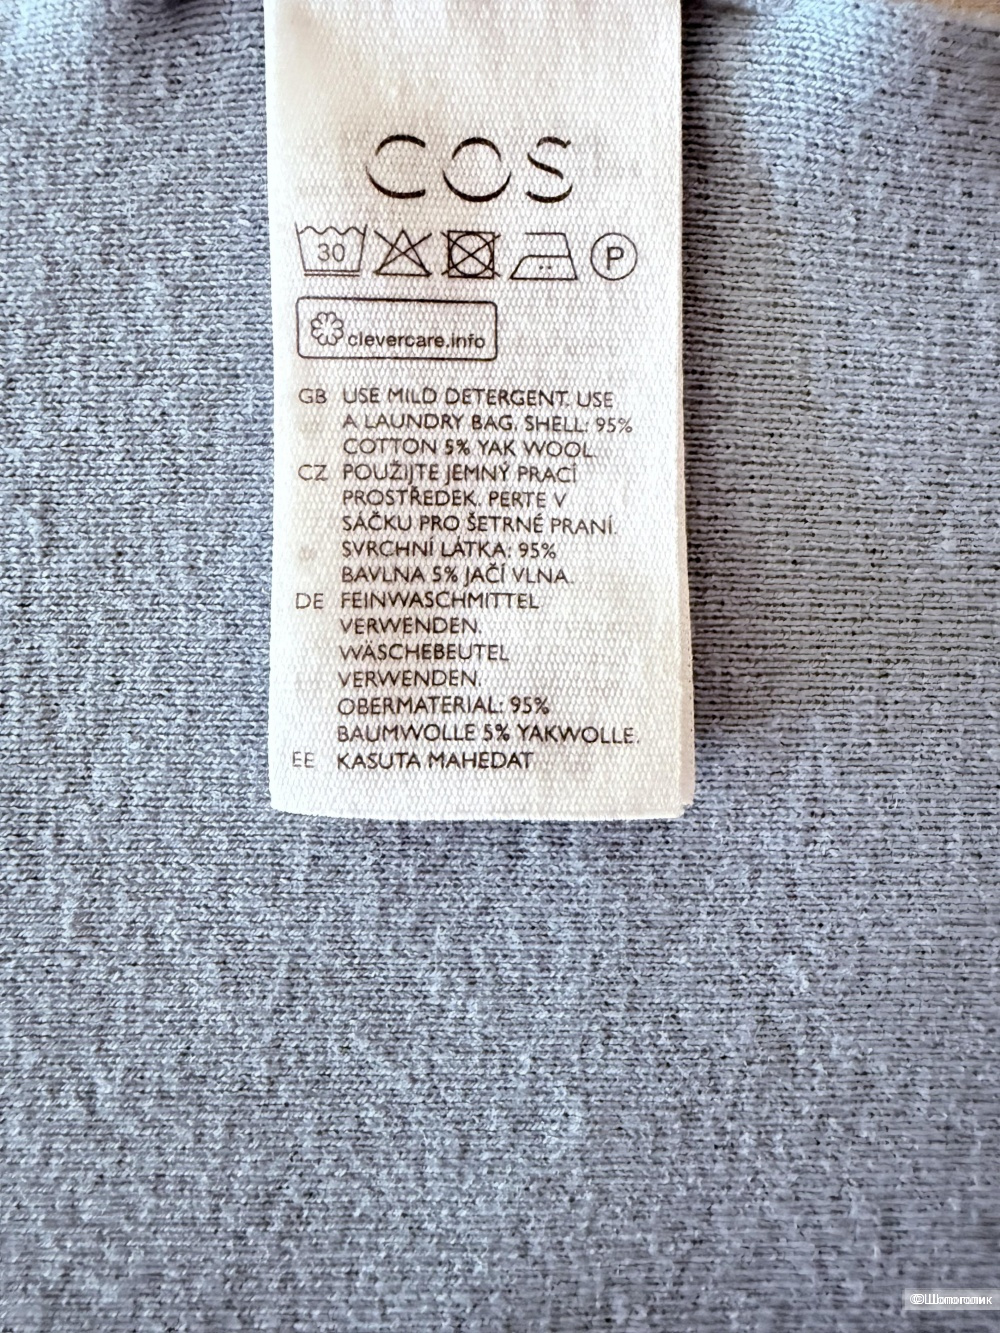 COS
30 P
clevercare.info
GB USE MILD DETERGENT. USE
A LAUNDRY BAG. SHELL: 95%
COTTON 5% YAK WOOL
CZ POUŽIJTE JEMNÝ PRACÍ
PROSTŘEDEK. PERTE V
SÁČKU PRO ŠETRNÉ PRANÍ.
SVRCHNÍ LÁTKA: 95%
BAVLNA 5% JAČÍ VLNA.
DE FEINWASCHMITTEL
VERWENDEN.
WÄSCHEBEUTEL
VERWENDEN.
OBERMATERIAL: 95%
BAUMWOLLE 5% YAKWOLLE.
EE KASUTA MAHEDAT
©Шопоголик